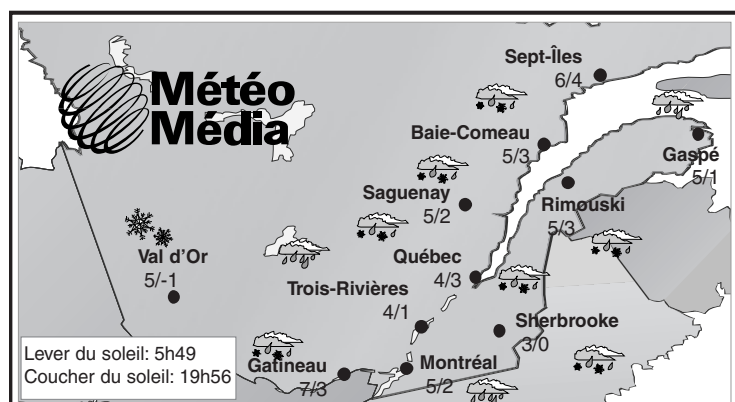 Météo
Média
Sept-Îles
6/4
Baie-Comeau
5/3
Gaspé
5/1
Saguenay
5/2
Rimouski
5/3
Val d'Or
5/-1
Québec
4/3
Trois-Rivières
4/1
Sherbrooke
3/0
Lever du soleil: 5h49
Coucher du soleil: 19h56
Gatineau
7/3
Montréal
5/2